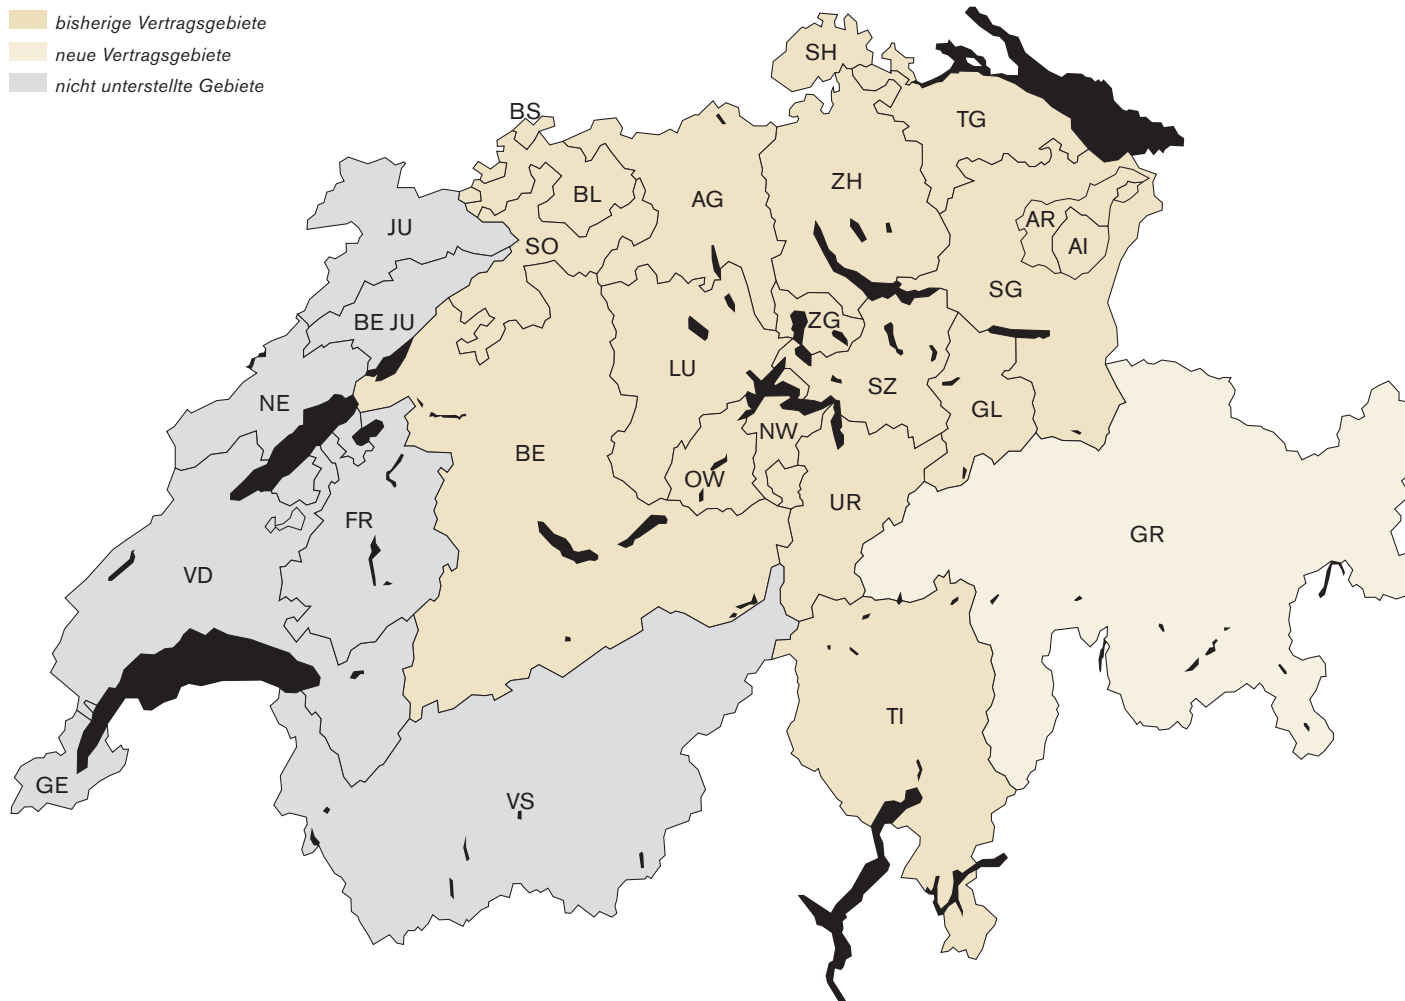 bisherige Vertragsgebiete
neue Vertragsgebiete
nicht unterstellte Gebiete
SH
BS
TG
ZH
BL
AG
JU
AR
SO
AI
SG
BE JU
ZG
LU
SZ
NE
GL
NW
BE
OW
UR
FR
GR
VD
TI
GE
VS